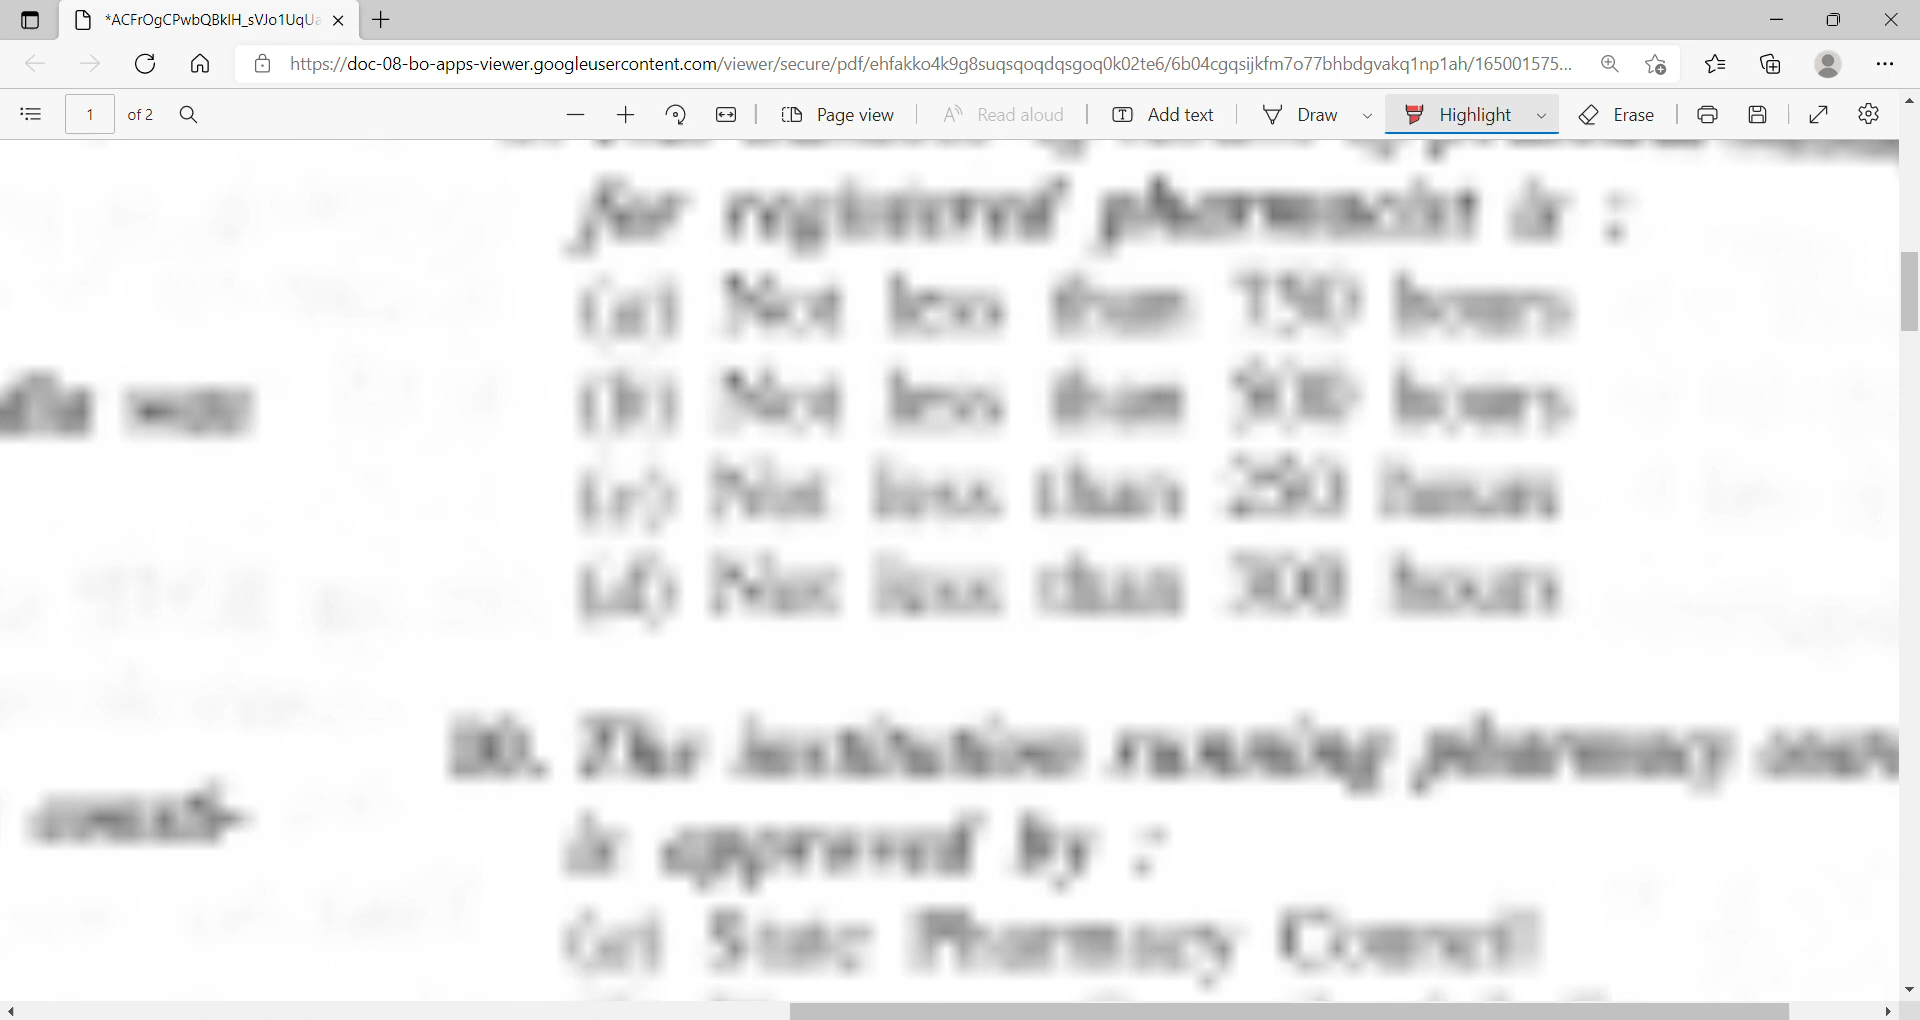 *ACFrOgCPwbQBkIH_sVJo1UqUa
https://doc-08-bo-apps-viewer.googleusercontent.com/viewer/secure/pdf/ehfakko4k9g8suqsqoqdqsgoq0k02te6/6b04cgqsijkfm7o77bhbdgvakq1np1ah/165001575...
1 of 2 Page view Read aloud Add text Draw Highlight Erase
for registered pharmacist is :
(a) Not less than 150 hours
(b) Not less than hours
(c) Not less than 250 hours
(d) Not less than 300 hours
The institution running pharmacy
is approved by :
(a) State Pharmacy Council